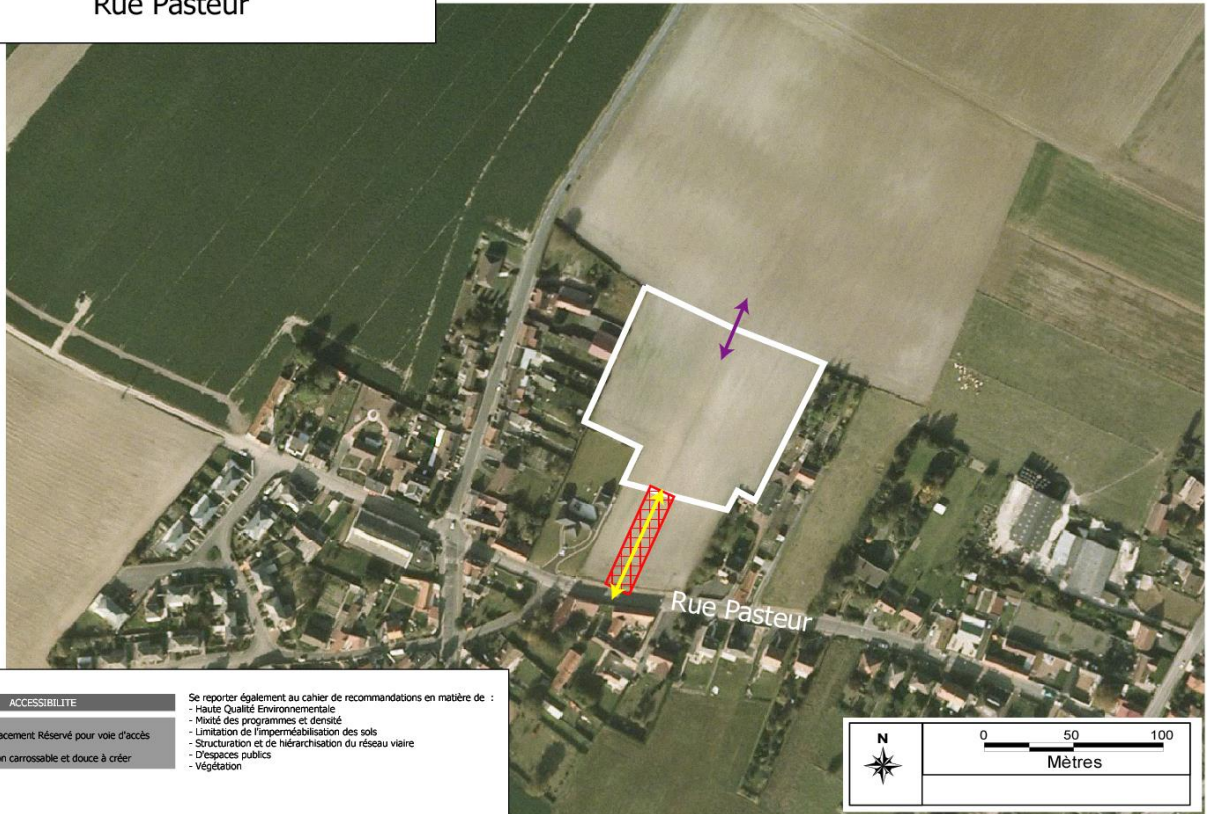 Rue Pasteur
Rue Pasteur
ACCESSIBILITE
acement Réservé pour voie d'accès
on carrossable et douce à créer
Se reporter également au cahier de recommandations en matière de :
- Haute Qualité Environnementale
- Mixité des programmes et densité
- Limitation de l'imperméabilisation des sols
- Structuration et de hiérarchisation du réseau viaire
- D'espaces publics
- Végétation
N
0 50 100
Mètres